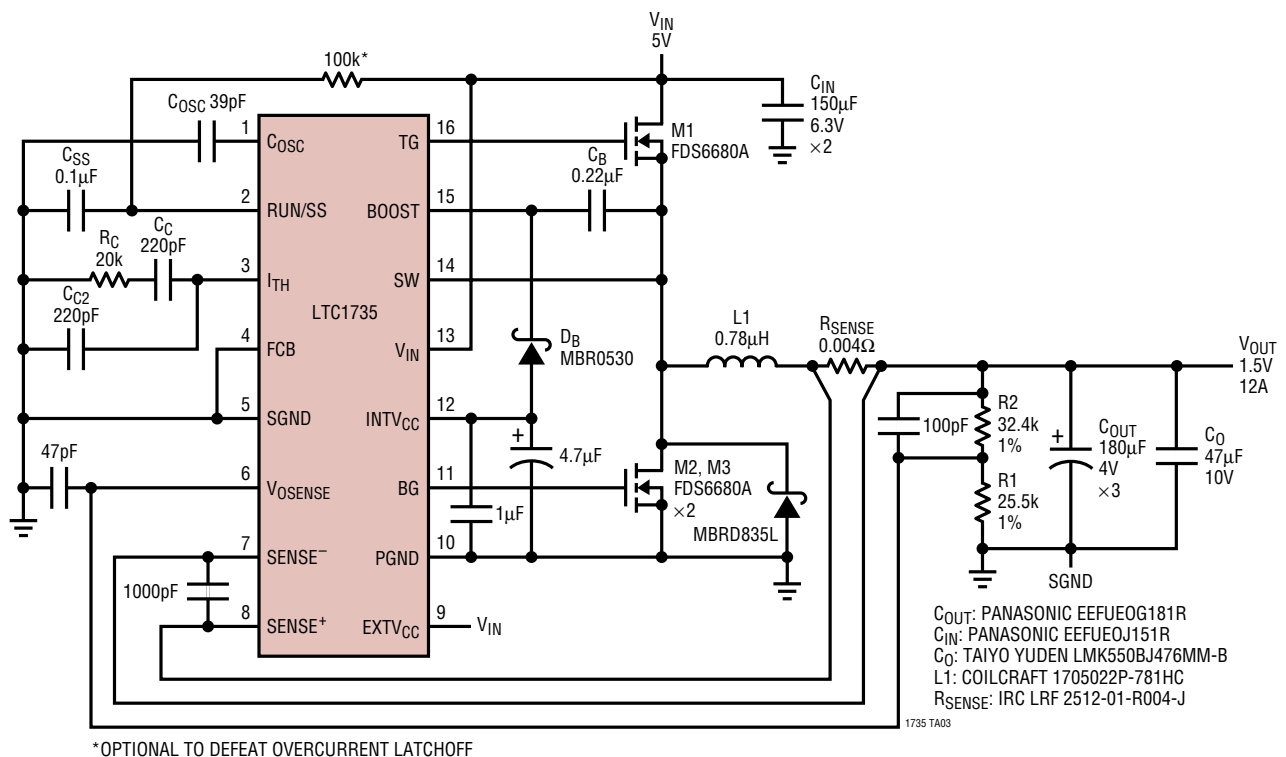 VIN
5V
100k*
CIN
150µF
6.3V
×2
COSC 39pF
1
COSC
16
TG
M1
FDS6680A
CSS
0.1µF
CB
0.22µF
2
RUN/SS
15
BOOST
RC
20k
CC
220pF
3
ITH
14
SW
LTC1735
CC2
220pF
4
FCB
13
VIN
DB
MBR0530
L1
0.78µH
RSENSE
0.004Ω
VOUT
1.5V
12A
5
SGND
12
INTVCC
+
4.7µF
100pF
R2
32.4k
1%
+
COUT
180µF
4V
×3
CO
47µF
10V
47pF
6
VOSENSE
11
BG
1µF
M2, M3
FDS6680A
×2
MBRD835L
R1
25.5k
1%
7
SENSE–
10
PGND
SGND
1000pF
8
SENSE+
9
EXTVCC
VIN
COUT: PANASONIC EEFUEOG181R
CIN: PANASONIC EEFUEOJ151R
CO: TAIYO YUDEN LMK550BJ476MM-B
L1: COILCRAFT 1705022P-781HC
RSENSE: IRC LRF 2512-01-R004-J
1735 TA03
*OPTIONAL TO DEFEAT OVERCURRENT LATCHOFF